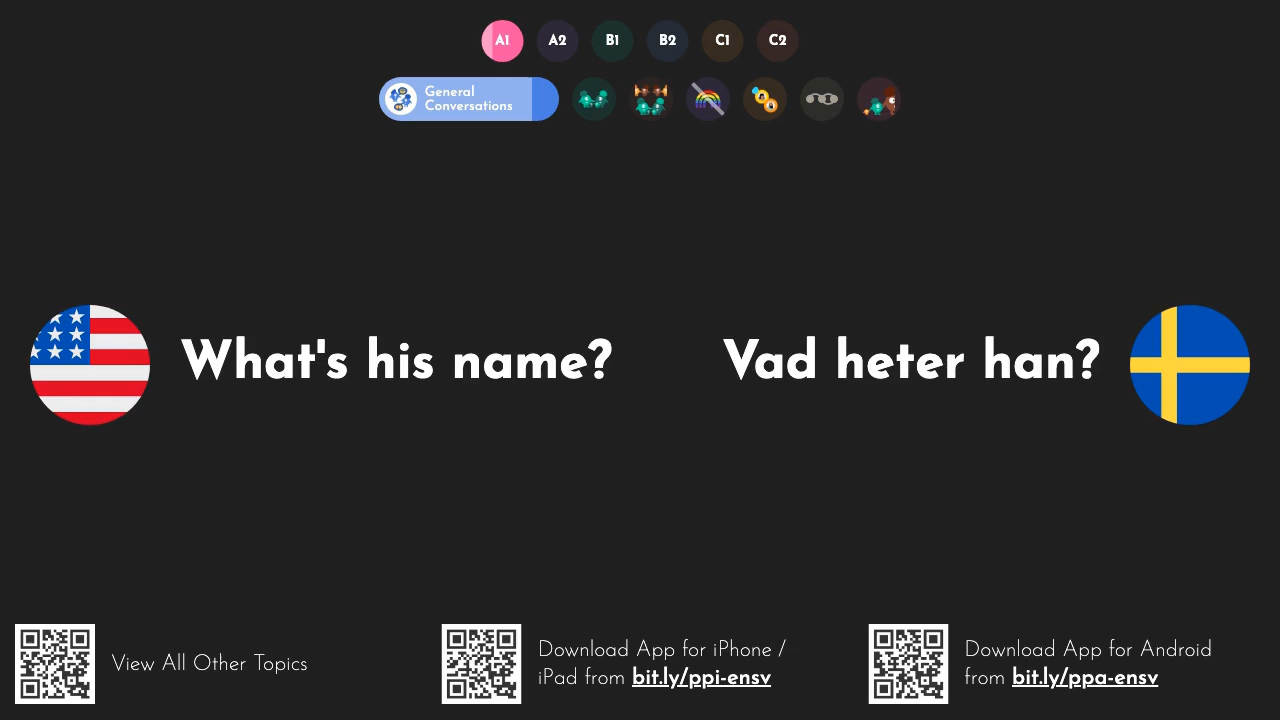 A1 A2 B1 B2 C1 C2
General
Conversations
What's his name?
Vad heter han?
View All Other Topics
Download App for iPhone /
iPad from bit.ly/ppi-ensv
Download App for Android
from bit.ly/ppa-ensv